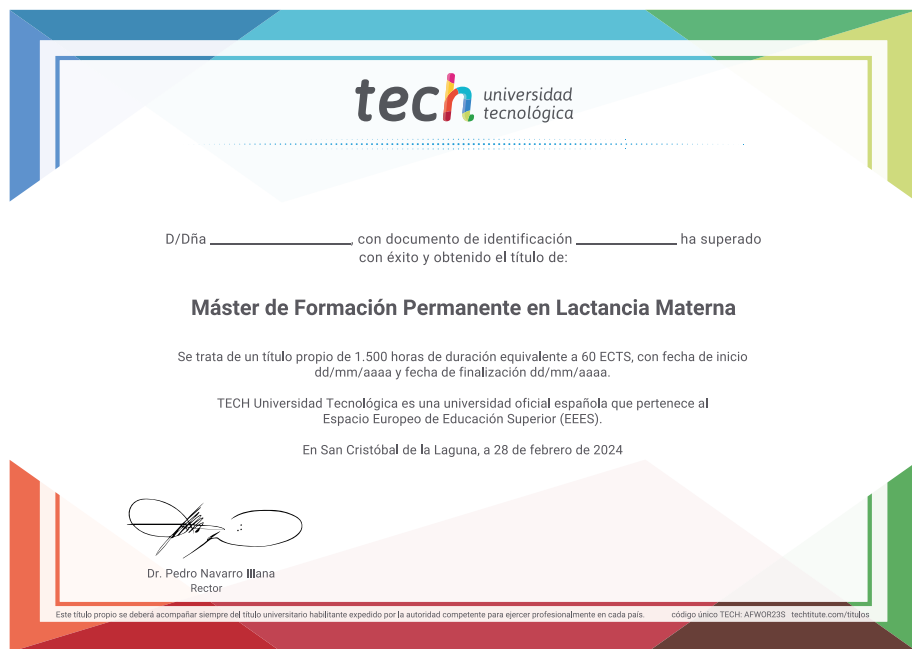 tech universidad
tecnológica
D/Dña ____________, con documento de identificación ____________ ha superado
con éxito y obtenido el título de:
Máster de Formación Permanente en Lactancia Materna
Se trata de un título propio de 1.500 horas de duración equivalente a 60 ECTS, con fecha de inicio
dd/mm/aaaa y fecha de finalización dd/mm/aaaa.
TECH Universidad Tecnológica es una universidad oficial española que pertenece al
Espacio Europeo de Educación Superior (EEES).
En San Cristóbal de la Laguna, a 28 de febrero de 2024
Dr. Pedro Navarro Illana
Rector
Este título propio se deberá acompañar siempre del título universitario habilitante expedido por la autoridad competente para ejercer profesionalmente en cada país. código único TECH: AFWOR23S techtitute.com/titulos